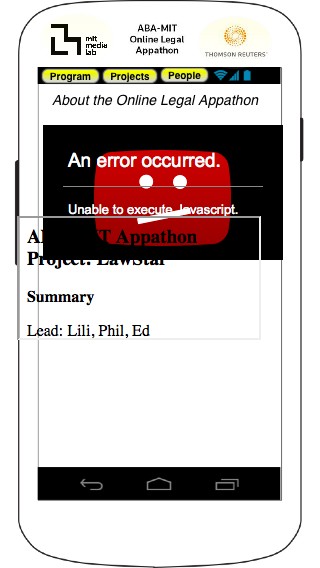 mit
media
lab
ABA-MIT
Online Legal
Appathon
THOMSON REUTERS
Program Projects People
About the Online Legal Appathon
An error occurred.
Unable to execute Javascript.
ABA-MIT Appathon
Project: LawStar
Summary
Lead: Lili, Phil, Ed